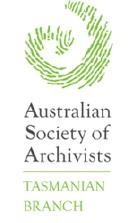 Australian
Society of
Archivists
TASMANIAN
BRANCH